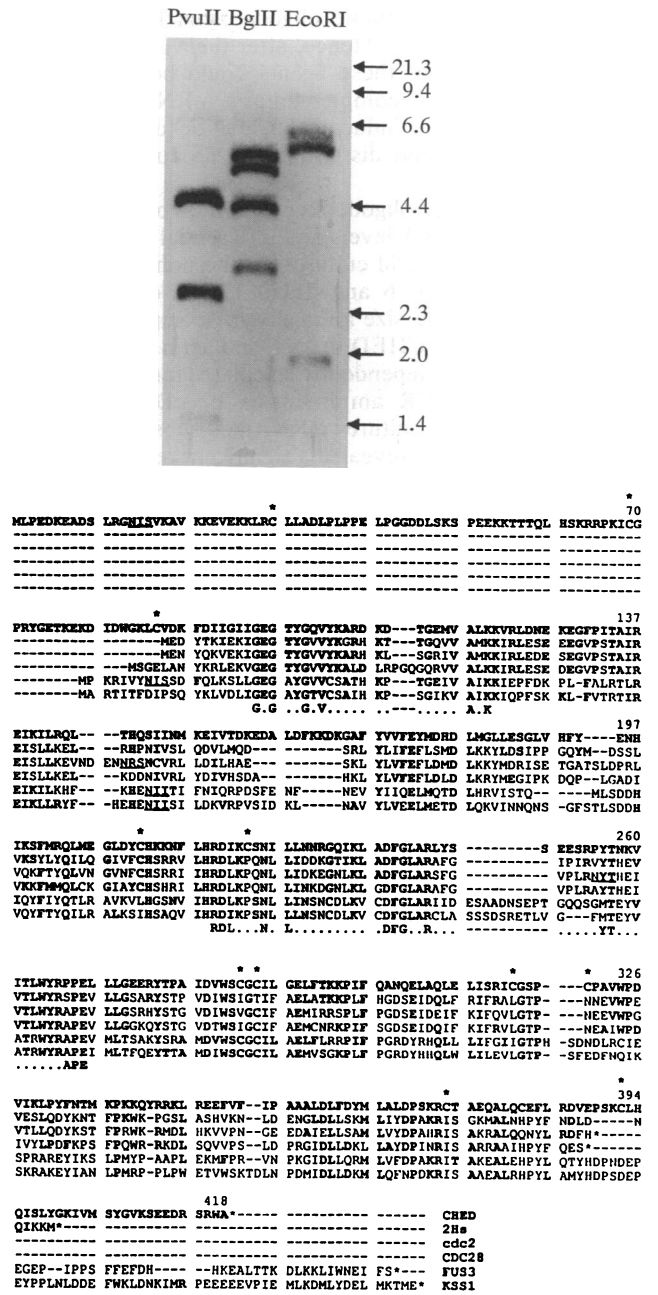 PvuII BglII EcoRI
21.3
9.4
6.6
4.4
2.3
2.0
1.4
* *
70
MLPEDKEADS LRGNISVKAV KKEVEKKLRC LLADLPLPPE LPGGDDLSKS PEEKKTTTQL HSKRRPKICG
---------- ---------- ---------- ---------- ---------- ---------- ----------
---------- ---------- ---------- ---------- ---------- ---------- ----------
---------- ---------- ---------- ---------- ---------- ---------- ----------
---------- ---------- ---------- ---------- ---------- ---------- ----------
---------- ---------- ---------- ---------- ---------- ---------- ----------
* 137
PRYGETKEKD IDWGKLCVDK FDIIGIIGEG TYGQVYKARD KD---TGEMV ALKKVRLDNE KEGFPITAIR
---------- -------MED YTKIEKIGEG TYGVVYKGRH KT---TGQVV AMKKIRLESE EEGVPSTAIR
---------- -------MEN YQKVEKIGEG TYGVVYKARH KL---SGRIV AMKKIRLEDE SEGVPSTAIR
---------- ---MSGELAN YKRLEKVGEG TYGVVYKALD LRPGQGQRVV ALKKIRLESE DEGVPSTAIR
--------MP KRIVYNISSD FQLKSLLGEG AYGVVCSATH KP---TGEIV AIKKIEPFDK PL-FALRTLR
--------MA RTITFDIPSQ YKLVDLIGEG AYGTVCSAIH KP---SGIKV AIKKIQPFSK KL-FVTRTIR
G.G ..G.V..... ..---..... A.K
197
EIKILRQL-- --THQSIINM KEIVTDKEDA LDFKKDKGAF YVVFEYMDHD LMGLLESGLV HFY----ENH
EISLLKEL-- --RHPNIVSL QDVLMQD--- ------SRL YLIFEFLSMD LKKYLDSIPP GQYM--DSSL
EISLLKEVND ENNRSNCVRL LDILHAE--- ------SKL YLVFEFLDMD LKKYMDRISE TGATSLDPRL
EISLLKEL-- --KDDNIVRL YDIVHSDA-- ------HKL YLVFEFLDLD LKRYMEGIPK DQP--LGADI
EIKILKHF-- --KHENIITI FNIQRPDSFE NF-----NEV YIIQELMQTD LHRVISTQ-- ---MLSDDH
EIKLLRYF-- --HEHENIISI LDKVRPVSID KL-----NAV YLVEELMETD LQKVINNQNS -GFSTLSDDH
* * 260
IKSFMRQLME GLDYCHKKNF LHRDIKCSNI LLNNRGQIKL ADFGLARLYS ---------S EESRPYTNKV
VKSYLYQILQ GIVFCHSRRV LHRDLKPQNL LIDDKGTIKL ADFGLARAFG ---------- IPIRVYTHEV
VQKFTYQLVN GVNFCHSRRI LHRDLKPQNL LIDKEGNLKL ADFGLARSFG ---------- VPLRNYTHEI
VKKFMMQLCK GIAYCHSHRI LHRDLKPQNL LINKDGNLKL GDFGLARAFG ---------- VPLRAYTHEI
IQYFIYQTLR AVKVLHGSNV IHRDLKPSNL LINSNCDLKV CDFGLARIID ESAADNSEPT GQQSGMTEYV
VQYFTYQILR ALKSIHSAQV IHRDLKPSNL LLNSNCDLKV CDFGLARCLA SSSDSRETLV G---FMTEYV
RDL...N. L......... .DFG..R... ---------- .....YT...
* * * * 326
ITLWYRPPEL LLGEERYTPA IDVWSCGCIL GELFTKKPIF QANQELAQLE LISRICGSP- ---CPAVWPD
VTLWYRSPEV LLGSARYSTP VDIWSIGTIF AELATKKPLF HGDSEIDQLF RIFRALGTP- ---NNEVWPE
VTLWYRAPEV LLGSRHYSTG VDIWSVGCIF AEMIRRSPLF PGDSEIDEIF KIFQVLGTP- ---NEEVWPG
VTLWYRAPEV LLGGKQYSTG VDTWSIGCIF AEMCNRKPIF SGDSEIDQIF KIFRVLGTP- ---NEAIWPD
ATRWYRAPEV MLTSAKYSRA MDVWSCGCIL AELFLRRPIF PGRDYRHQLL LIFGIIGTPH -SDNDLRCIE
ATRWYRAPEI MLTFQEYTTA MDIWSCGCIL AEMVSGKPLF PGRDYHHQLW LILEVLGTP- -SFEDFNQIK
......APE
* * 394
VIKLPYFNTM KPKKQYRRKL REEFVF--IP AAALDLFDYM LALDPSKRCT AEQALQCEFL RDVEPSKCLH
VESLQDYKNT FPKWK-PGSL ASHVKN--LD ENGLDLLSKM LIYDPAKRIS GKMALNHPYF NDLD-----N
VTLLQDYKST FPRWK-RMDL HKVVPN--GE EDAIELLSAM LVYDPAHRIS AKRALQQNYL RDFH*
IVYLPDFKPS FPQWR-RKDL SQVVPS--LD PRGIDLLDKL LAYDPINRIS ARRAAIHPYF QES*
SPRAREYIKS LPMYP-AAPL EKMFPR--VN PKGIDLLQRM LVFDPAKRIT AKEALEHPYL QTYHDPNDEP
SKRAKEYIAN LPMRP-PLPW ETVWSKTDLN PDMIDLLDKM LQFNPDKRIS AAEALRHPYL AMYHDPSDEP
418
QISLYGKIVM SYGVKSEEDR SRWA*----- ---------- ---------- CHED
QIKKM*---- ---------- ---------- ---------- ---------- 2Hs
---------- ---------- ---------- ---------- ---------- cdc2
---------- ---------- ---------- ---------- ---------- CDC28
EGEP--IPPS FFEFDH---- --HKEALTTK DLKKLIWNEI FS*------- FUS3
EYPPLNLDDE FWKLDNKIMR PEEEEEVPIE MLKDMLYDEL MKTME* KSS1